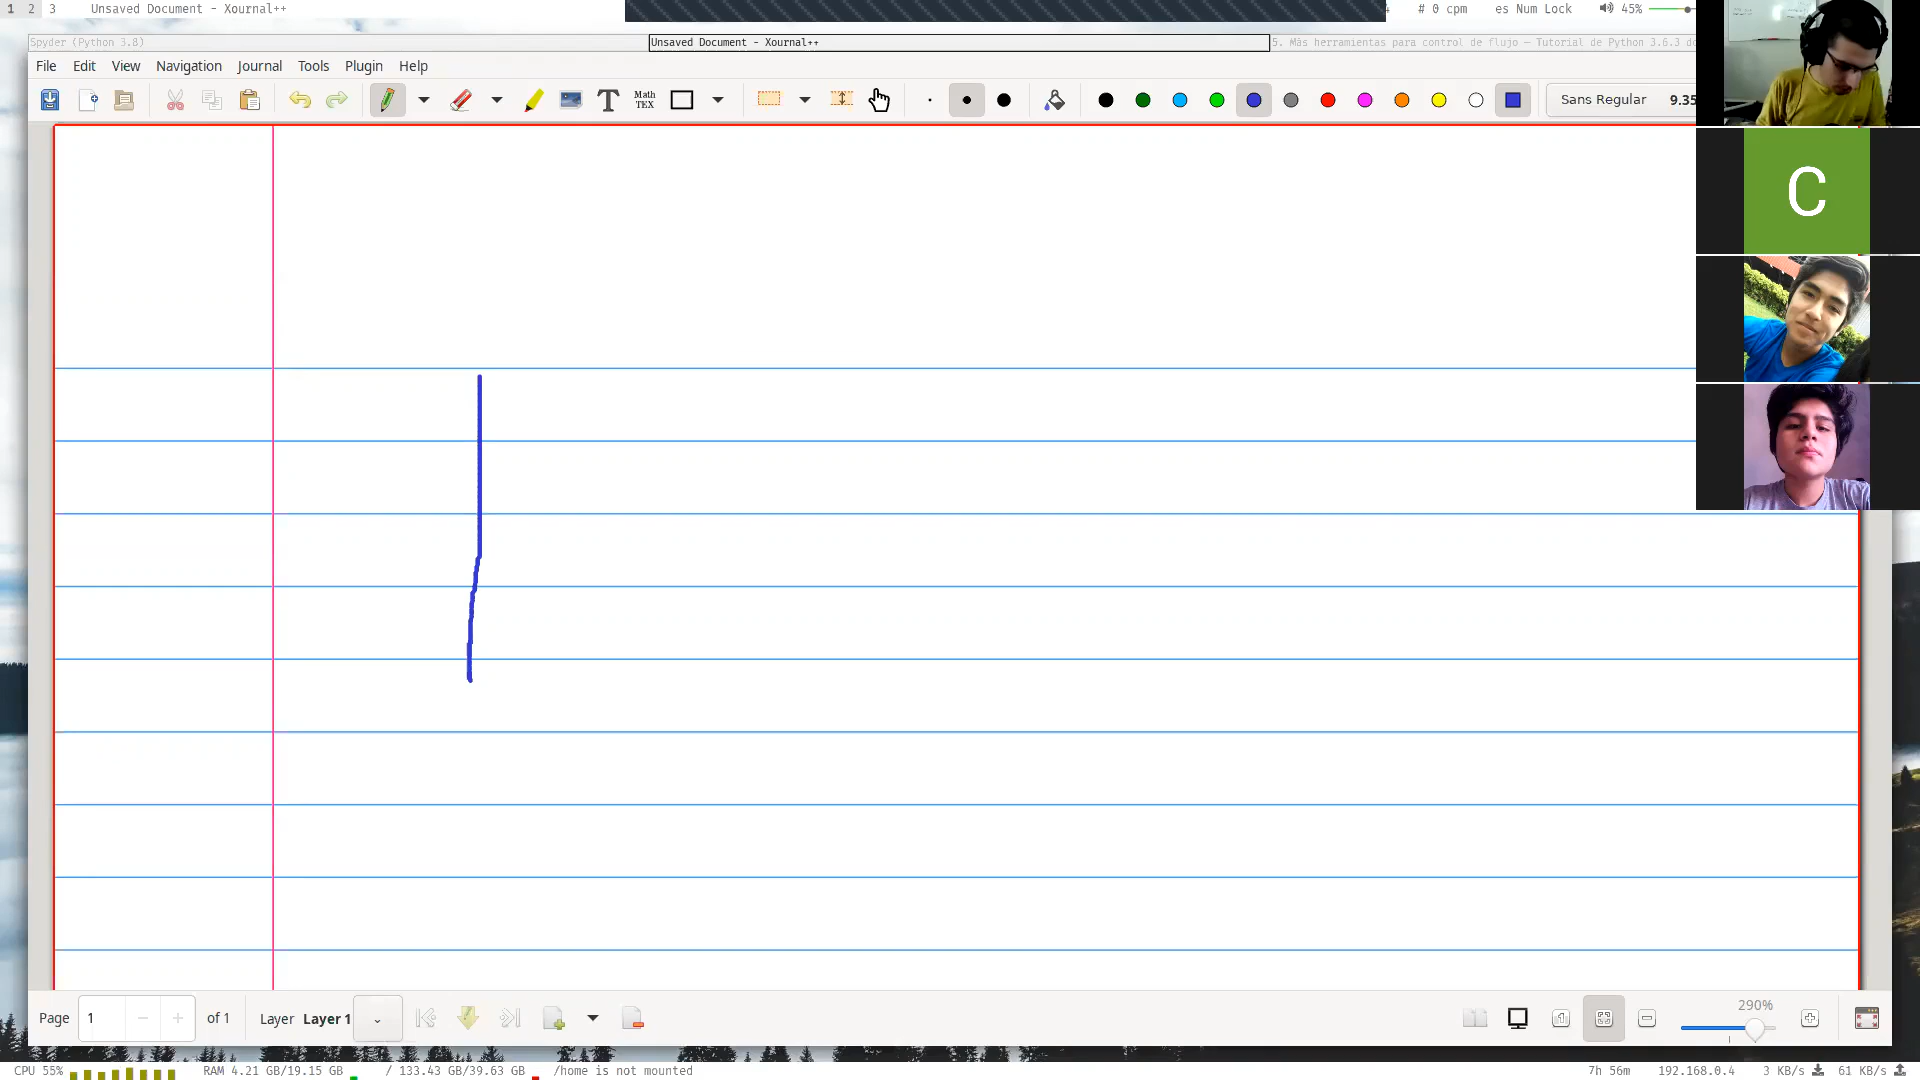 1 2 3 Unsaved Document - Xournal++
# 0 cpm es Num Lock 45%
Spyder (Python 3.8)
Unsaved Document - Xournal++
5. Más herramientas para control de flujo — Tutorial de Python 3.6.3 do
File Edit View Navigation Journal Tools Plugin Help
Math
TEX
Sans Regular 9.35
C
Page 1 of 1 Layer Layer 1
290%
CPU 55% RAM 4.21 GB/19.15 GB / 133.43 GB/39.63 GB /home is not mounted 7h 56m 192.168.0.4 3 KB/s 61 KB/s